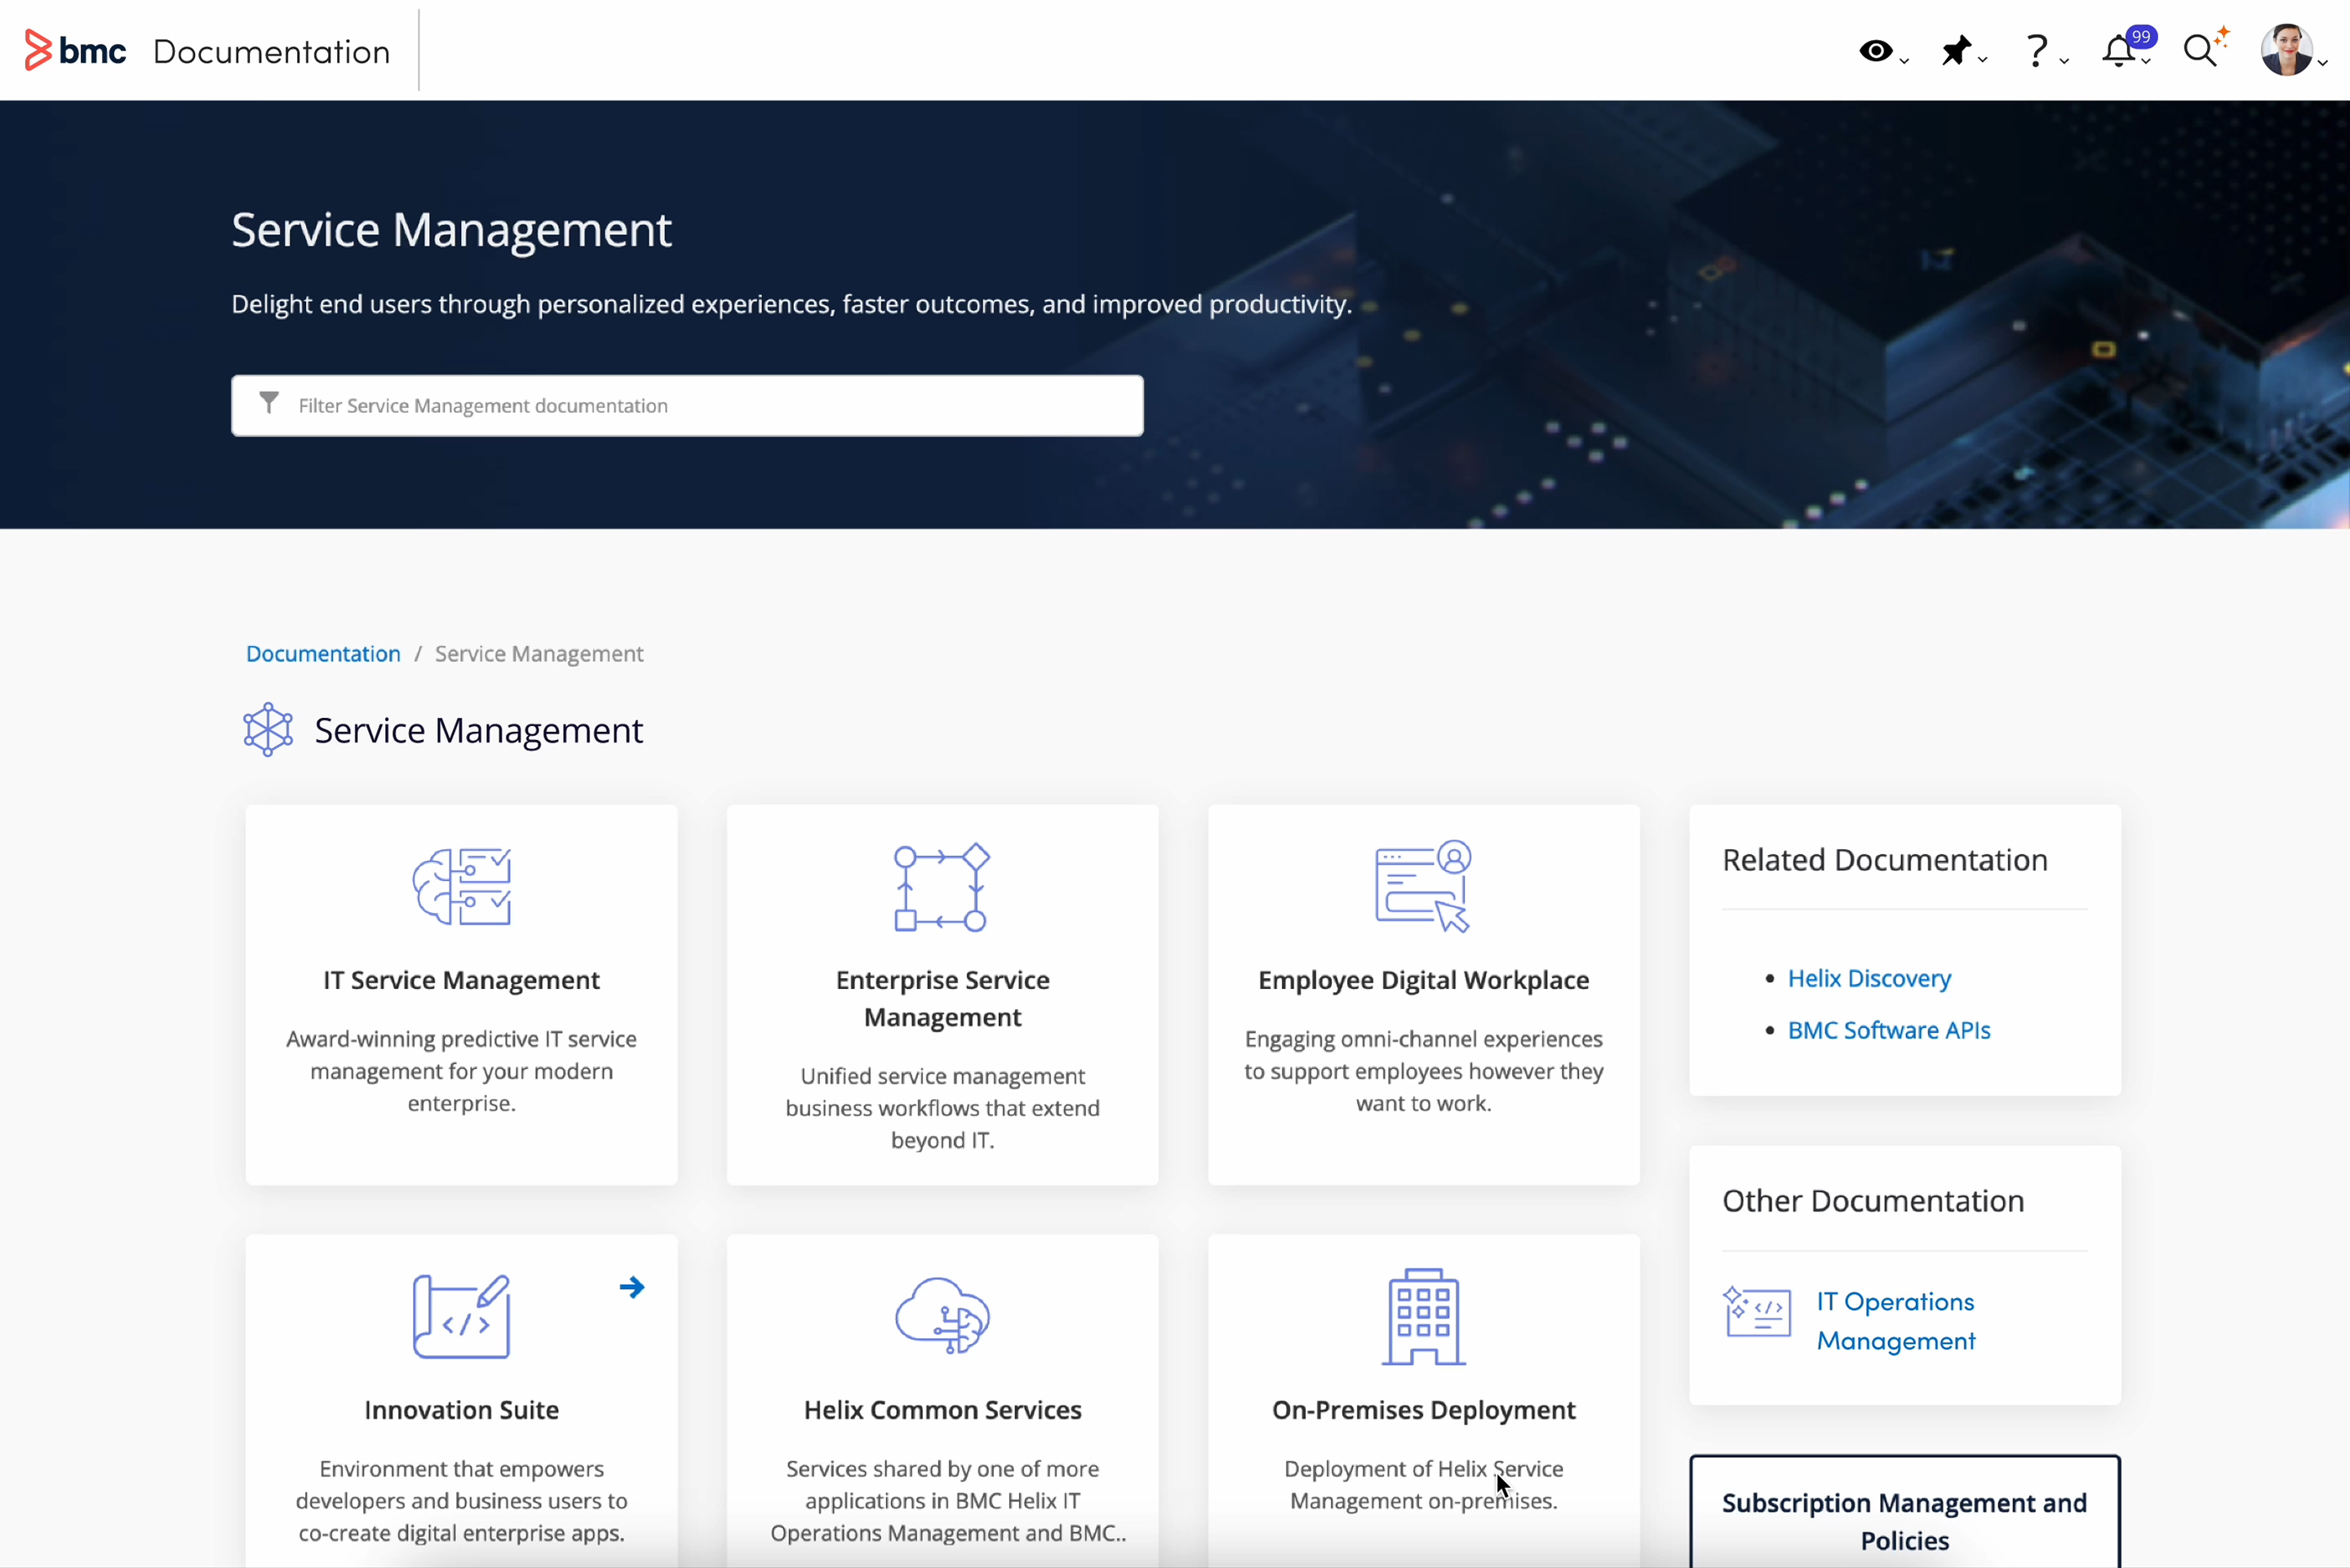 bmc Documentation
99
Service Management
Delight end users through personalized experiences, faster outcomes, and improved productivity.
Filter Service Management documentation
Documentation / Service Management
Service Management
IT Service Management
Award-winning predictive IT service
management for your modern
enterprise.
Enterprise Service
Management
Unified service management
business workflows that extend
beyond IT.
Employee Digital Workplace
Engaging omni-channel experiences
to support employees however they
want to work.
Related Documentation
• Helix Discovery
• BMC Software APIs
Other Documentation
IT Operations
Management
Innovation Suite
Environment that empowers
developers and business users to
co-create digital enterprise apps.
Helix Common Services
Services shared by one of more
applications in BMC Helix IT
Operations Management and BMC..
On-Premises Deployment
Deployment of Helix Service
Management on-premises.
Subscription Management and
Policies